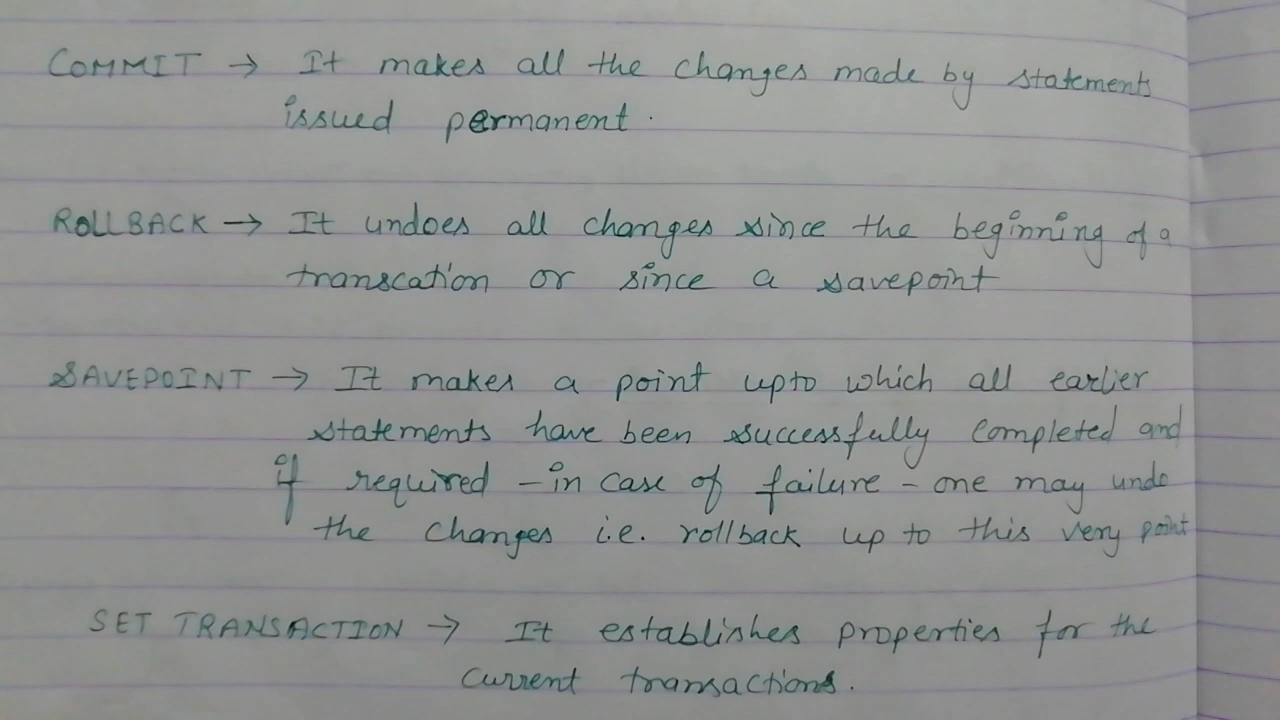 COMMIT → It makes all the changes made by statements
issued permanent.
ROLLBACK → It undoes all changes since the beginning of a
transcation or since a savepoint
SAVEPOINT → It makes a point upto which all earlier
statements have been successfully completed and
if required - in case of failure - one may undo
the changes i.e. rollback up to this very point
SET TRANSACTION → It establishes properties for the
current transactions.